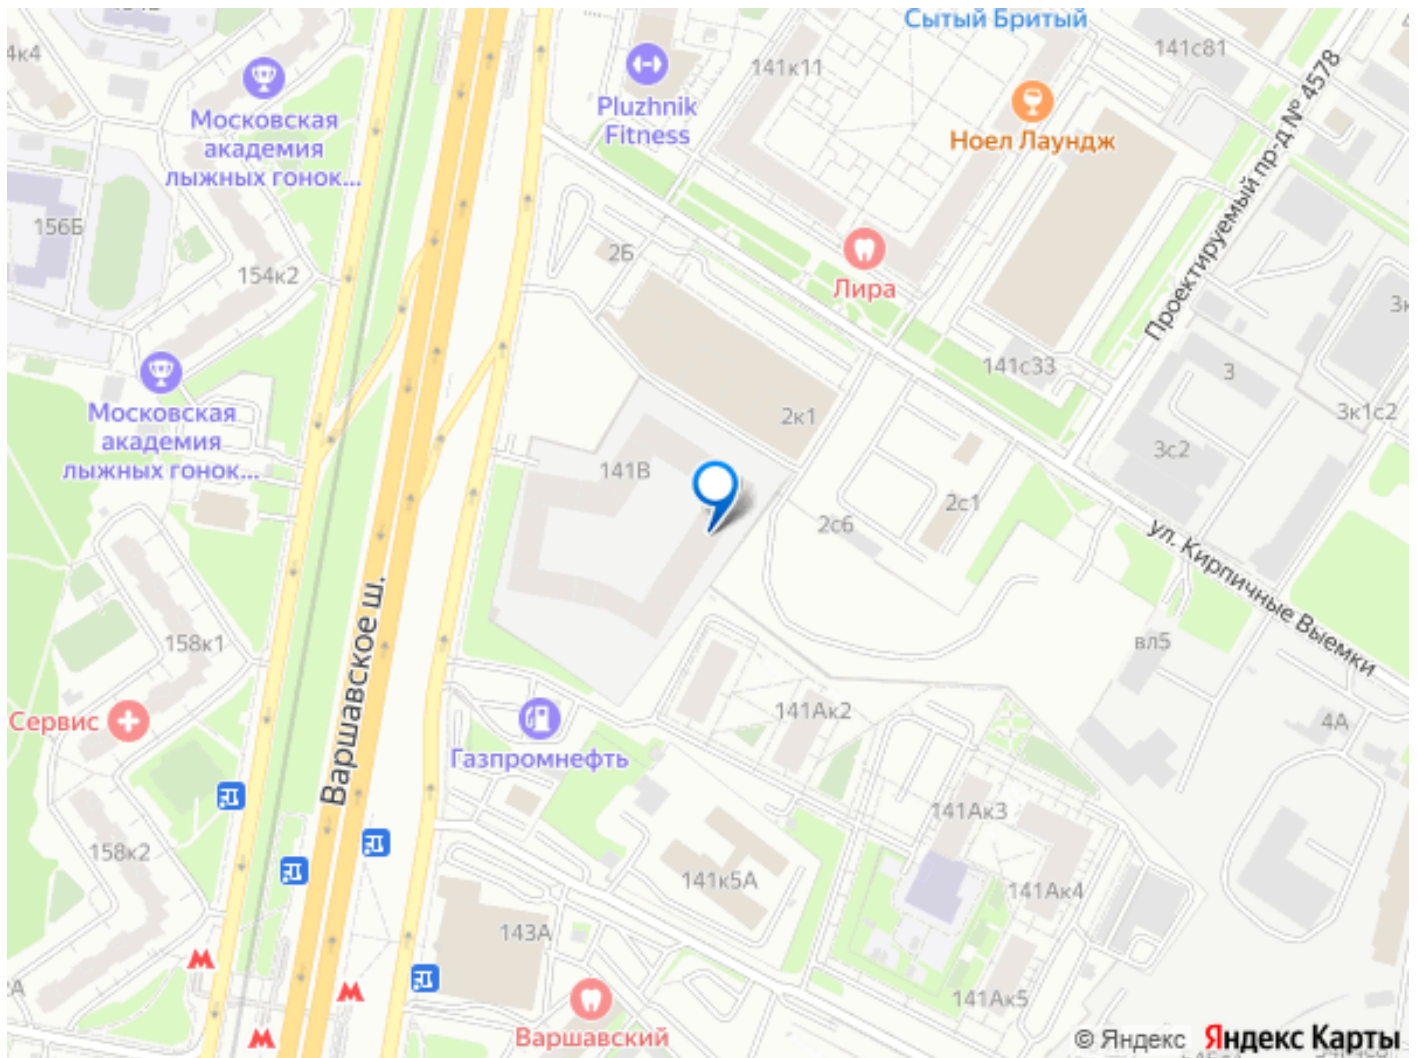 Сытый Бритый
4к4
141к11
141с81
Pluzhnik
Fitness
Московская
академия
лыжных гонок...
Ноел Лаундж
Проектируемый пр-д № 4578
156Б
154к2
2Б
Лира
141с33
3
3к1с2
Московская
академия
лыжных гонок...
2к1
141В
3с2
2с1
2с6
ул. Кирпичные Выемки
Варшавское ш.
158к1
вл5
Сервис
141Ак2
4А
Газпромнефть
141Ак3
158к2
141к5А
141Ак4
143А
141Ак5
Варшавский
© Яндекс Яндекс Карты